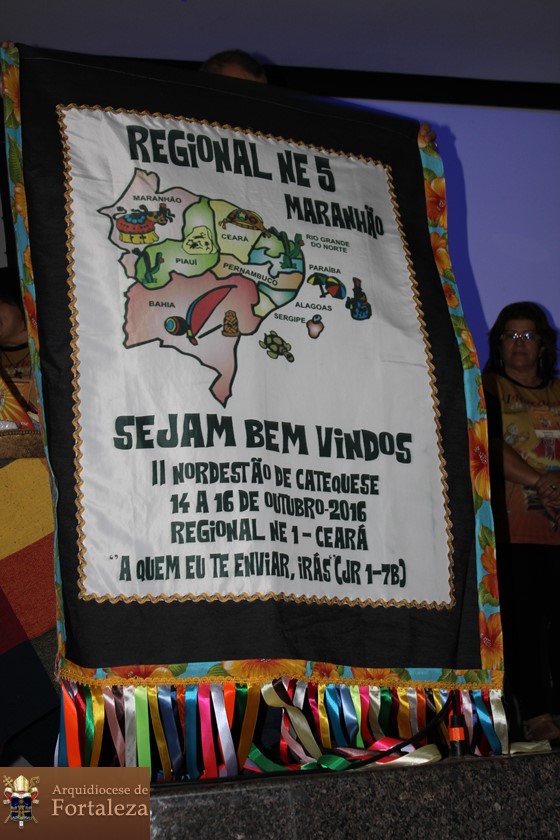 REGIONAL NE 5
MARANHÃO
MARANHÃO
CEARÁ
RIO GRANDE
DO NORTE
PIAUÍ
PERNAMBUCO
PARAÍBA
BAHIA
ALAGOAS
SERGIPE
SEJAM BEM VINDOS
II NORDESTÃO DE CATEQUESE
14 A 16 DE OUTUBRO-2016
REGIONAL NE 1 - CEARÁ
"A QUEM EU TE ENVIAR, IRÁS"(JR 1-7B)
Arquidiocese de
Fortaleza